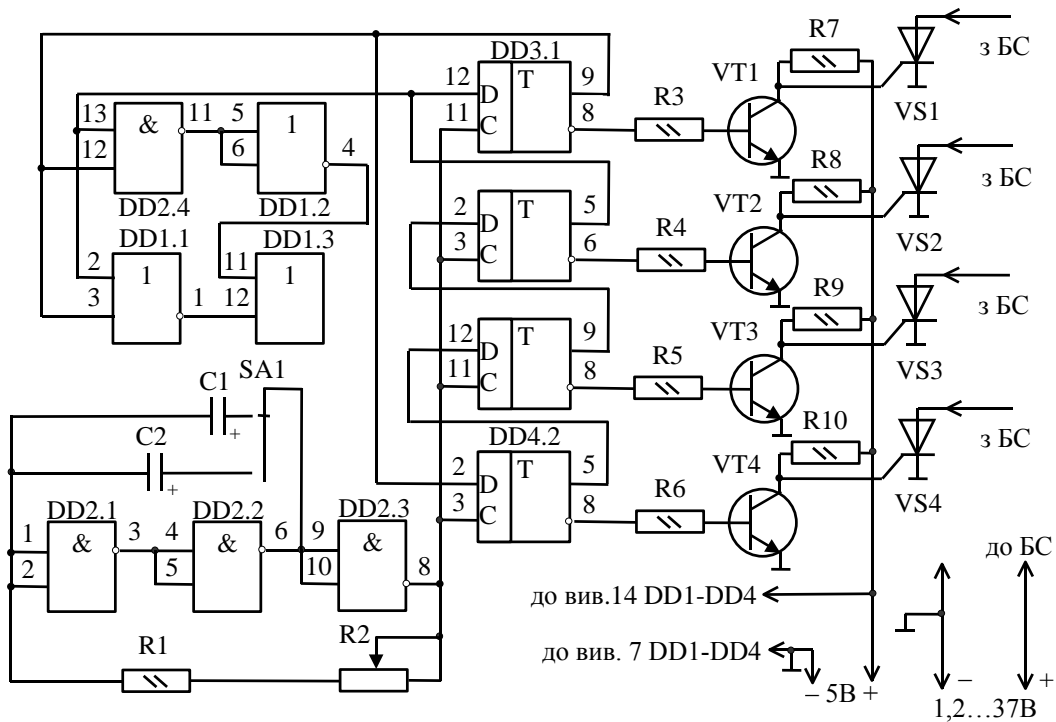 R7
з БС
DD3.1
VT1
VS1
12 D T 9
11 C 8
R3
13 & 11 5 1 4
12 6
DD2.4 DD1.2
DD1.1 DD1.3
2 1 1 11 1
3 12
R8
з БС
VT2
VS2
2 D T 5
3 C 6
R4
R9
з БС
VT3
VS3
12 D T 9
11 C 8
R5
C1 SA1
+
C2
+
R10
з БС
VT4
VS4
DD4.2
2 D T 5
3 C 8
R6
DD2.1 DD2.2 DD2.3
1 & 3 4 & 6 9 & 8
2 5 10
R1 R2
до вив.14 DD1-DD4
до вив. 7 DD1-DD4
– 5В +
до БС
– +
1,2...37В